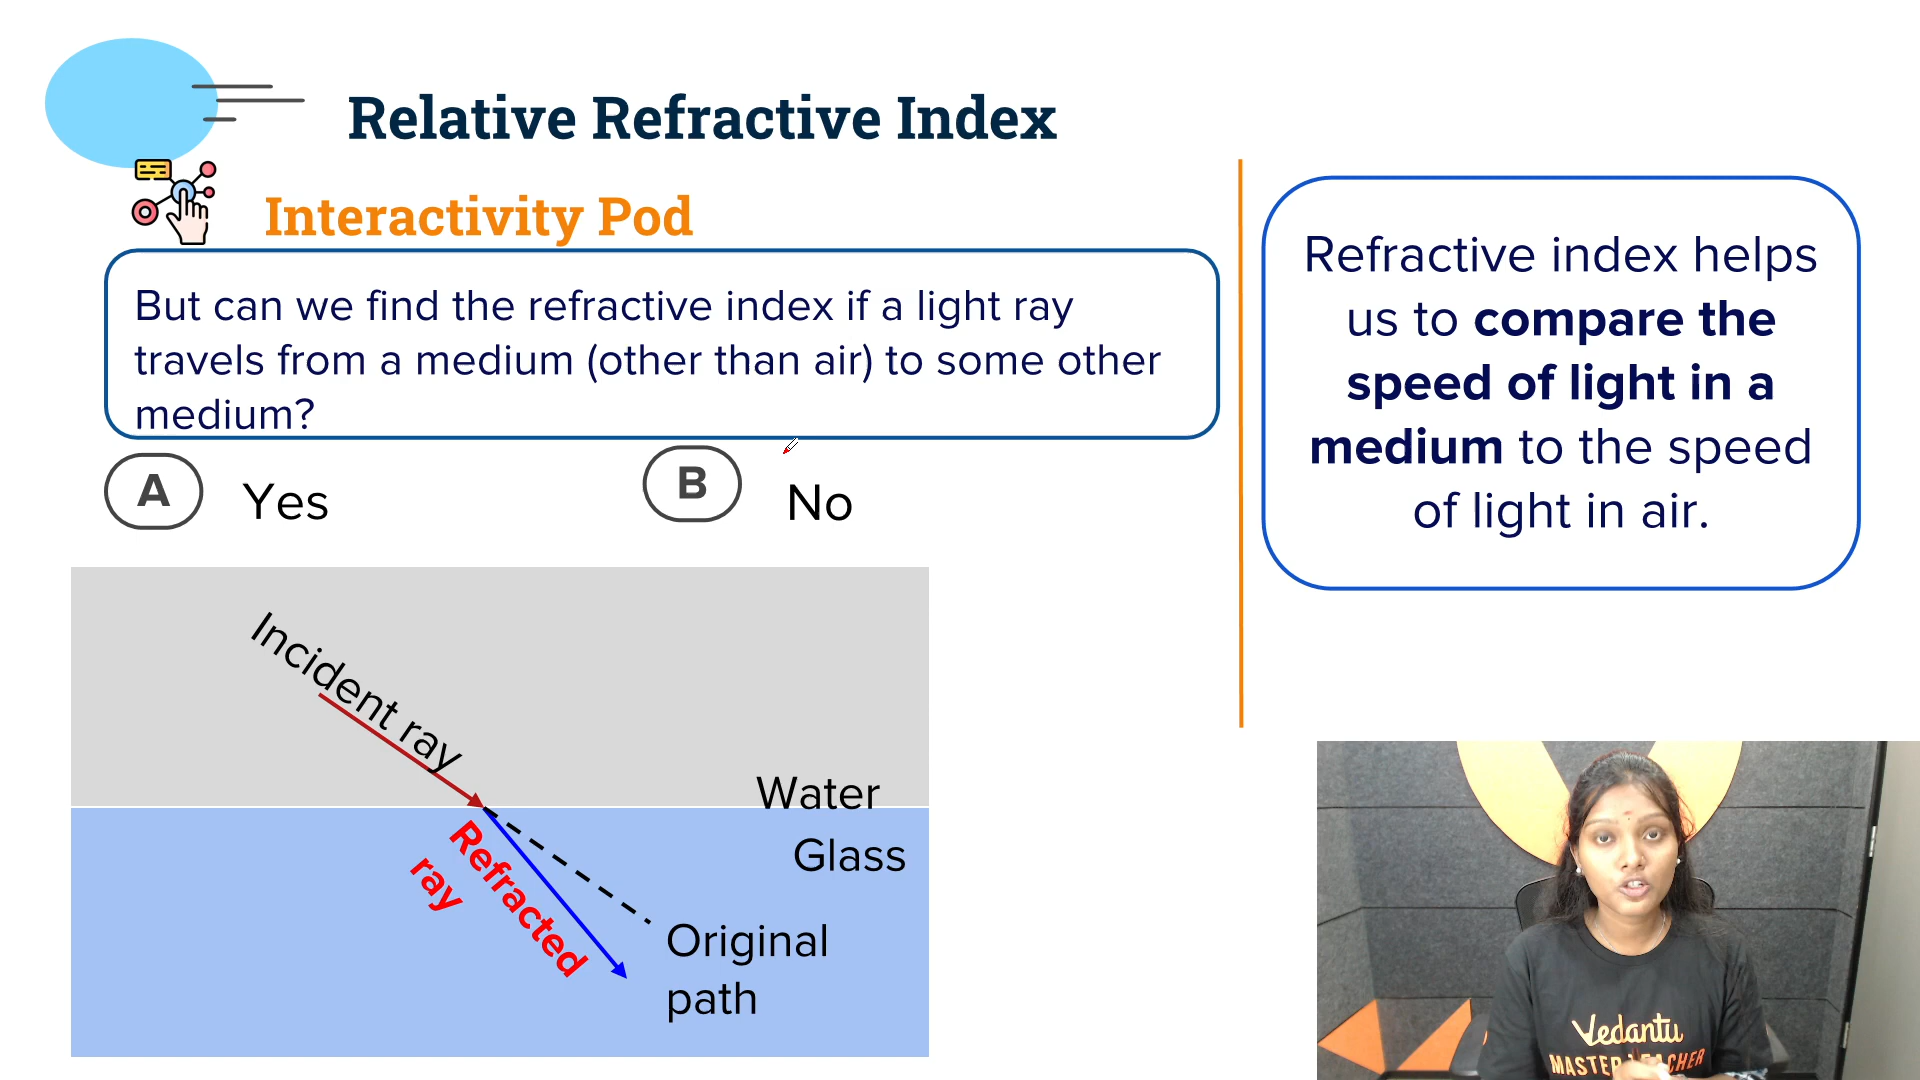 Relative Refractive Index
Interactivity Pod
But can we find the refractive index if a light ray
travels from a medium (other than air) to some other
medium?
A
Yes
B
No
Refractive index helps
us to compare the
speed of light in a
medium to the speed
of light in air.
Incident ray
Water
Glass
Refracted
ray
Original
path
Vedantu
MASTER TEACHER